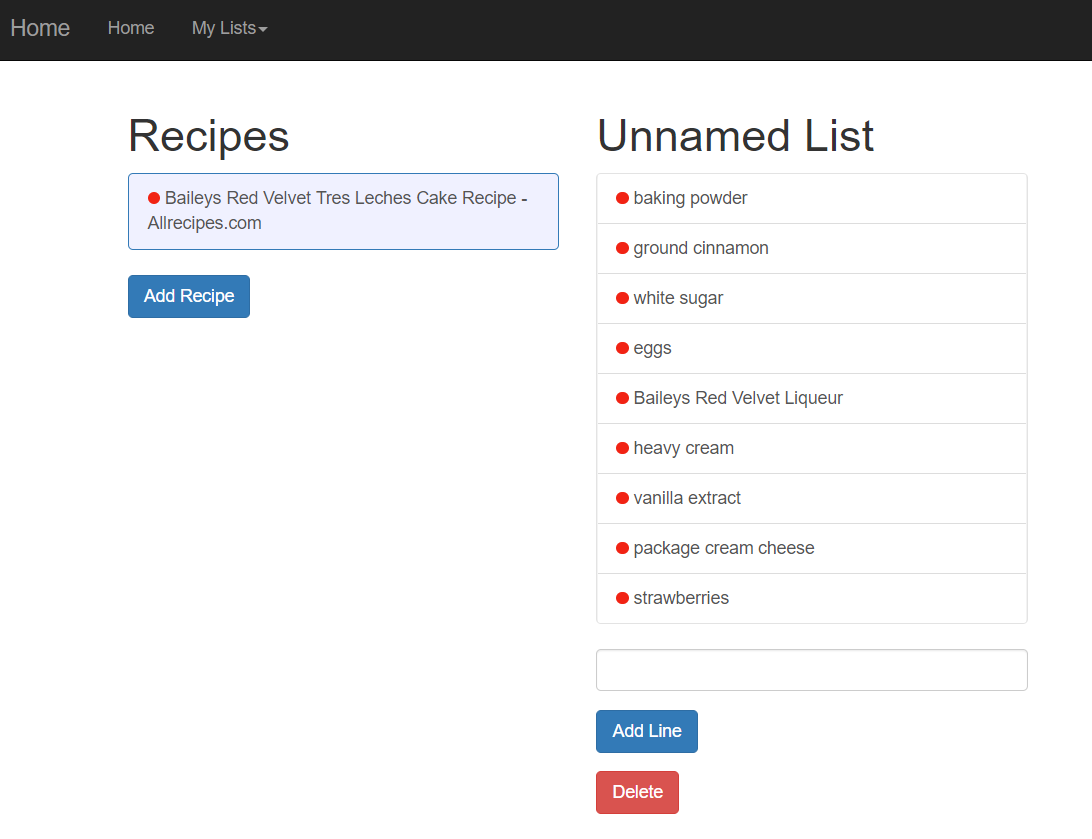 Home Home My Lists
Recipes
Baileys Red Velvet Tres Leches Cake Recipe -
Allrecipes.com
Add Recipe
Unnamed List
baking powder
ground cinnamon
white sugar
eggs
Baileys Red Velvet Liqueur
heavy cream
vanilla extract
package cream cheese
strawberries
Add Line
Delete